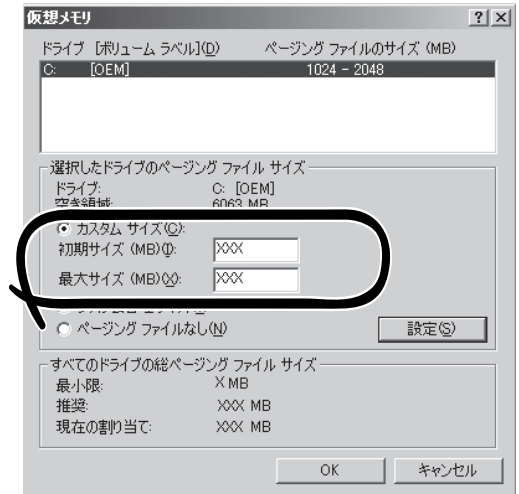 仮想メモリ
ドライブ [ボリューム ラベル](D) ページング ファイルのサイズ (MB)
C: [OEM] 1024 - 2048
選択したドライブのページング ファイル サイズ
ドライブ: C: [OEM]
空き領域: 6063 MB
カスタム サイズ(C):
初期サイズ (MB)(I): XXX
最大サイズ (MB)(X): XXX
ページング ファイルなし(N) 設定(S)
すべてのドライブの総ページング ファイル サイズ
最小限: X MB
推奨: XXX MB
現在の割り当て: XXX MB
OK キャンセル